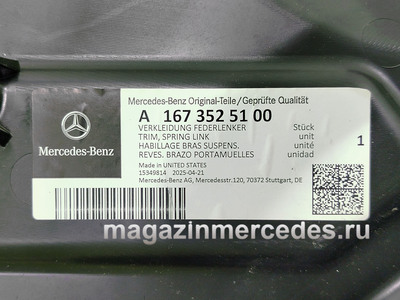 Mercedes-Benz Original-Teile/Geprüfte Qualität
A 167 352 51 00
VERKLEIDUNG FEDERLENKER Stück
TRIM, SPRING LINK unit
HABILLAGE BRAS SUSPENS. unité
REVES. BRAZO PORTAMUELLES unidad
1
Mercedes-Benz
Made in UNITED STATES
15349814 2025-04-21
Mercedes-Benz AG, Mercedesstr.120, 70372 Stuttgart, DE
magazinmercedes.ru